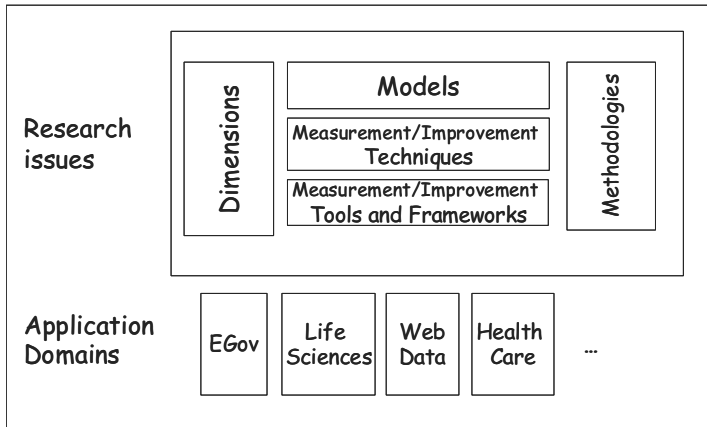 Research
issues
Dimensions
Models
Measurement/Improvement
Techniques
Measurement/Improvement
Tools and Frameworks
Methodologies
Application
Domains
EGov
Life
Sciences
Web
Data
Health
Care
...